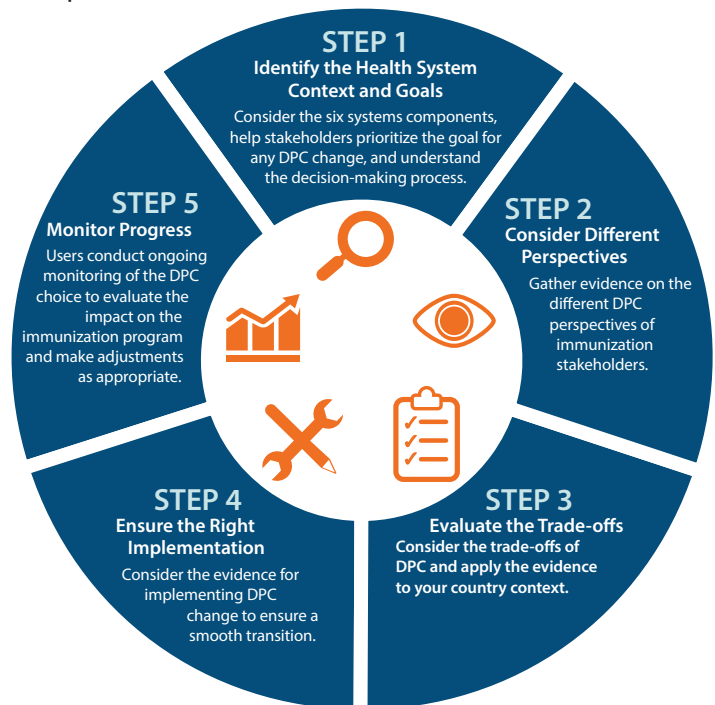 STEP 1
Identify the Health System
Context and Goals
Consider the six systems components,
help stakeholders prioritize the goal for
any DPC change, and understand
the decision-making process.
STEP 2
Consider Different
Perspectives
Gather evidence on the
different DPC
perspectives of
immunization
stakeholders.
STEP 3
Evaluate the Trade-offs
Consider the trade-offs of
DPC and apply the evidence
to your country context.
STEP 4
Ensure the Right
Implementation
Consider the evidence for
implementing DPC
change to ensure a
smooth transition.
STEP 5
Monitor Progress
Users conduct ongoing
monitoring of the DPC
choice to evaluate the
impact on the
immunization program
and make adjustments
as appropriate.